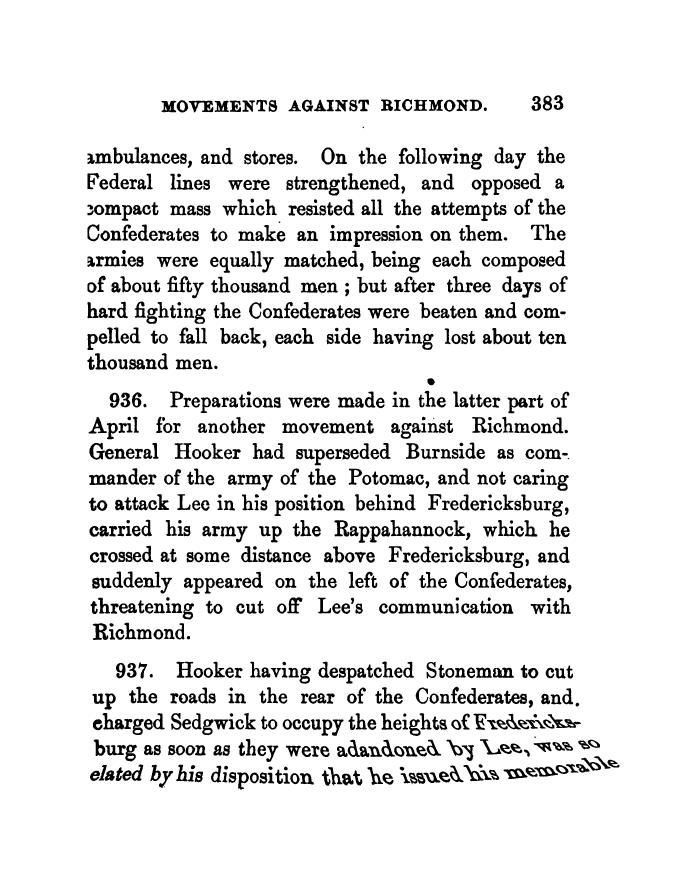 MOVEMENTS AGAINST RICHMOND. 383
ambulances, and stores. On the following day the
Federal lines were strengthened, and opposed a
compact mass which resisted all the attempts of the
Confederates to make an impression on them. The
armies were equally matched, being each composed
of about fifty thousand men ; but after three days of
hard fighting the Confederates were beaten and com-
pelled to fall back, each side having lost about ten
thousand men.
936. Preparations were made in the latter part of
April for another movement against Richmond.
General Hooker had superseded Burnside as com-
mander of the army of the Potomac, and not caring
to attack Lee in his position behind Fredericksburg,
carried his army up the Rappahannock, which he
crossed at some distance above Fredericksburg, and
suddenly appeared on the left of the Confederates,
threatening to cut off Lee's communication with
Richmond.
937. Hooker having despatched Stoneman to cut
up the roads in the rear of the Confederates, and
charged Sedgwick to occupy the heights of Fredericks-
burg as soon as they were adandoned by Lee, was so
elated by his disposition that he issued his memorable